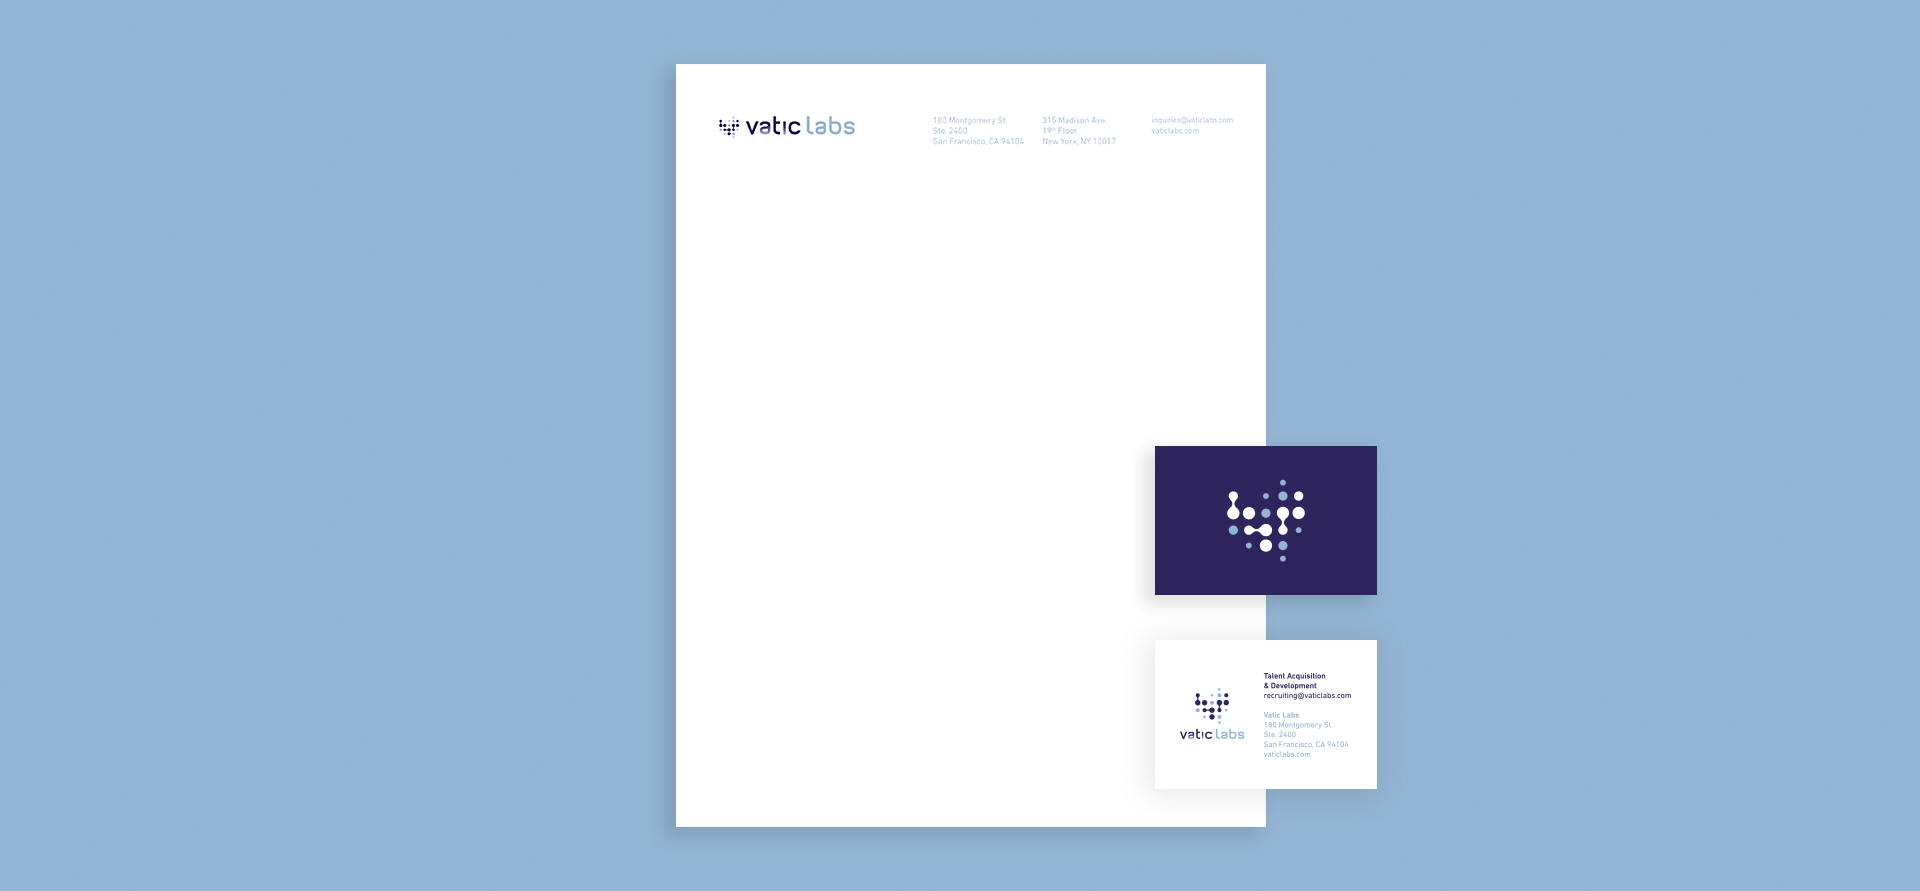 vatic labs
180 Montgomery St.
Ste. 2400
San Francisco, CA 94104
315 Madison Ave.
19th Floor
New York, NY 10017
inquiries@vaticlabs.com
vaticlabs.com
Talent Acquisition
& Development
recruiting@vaticlabs.com
Vatic Labs
180 Montgomery St.
Ste. 2400
San Francisco, CA 94104
vaticlabs.com
vatic labs